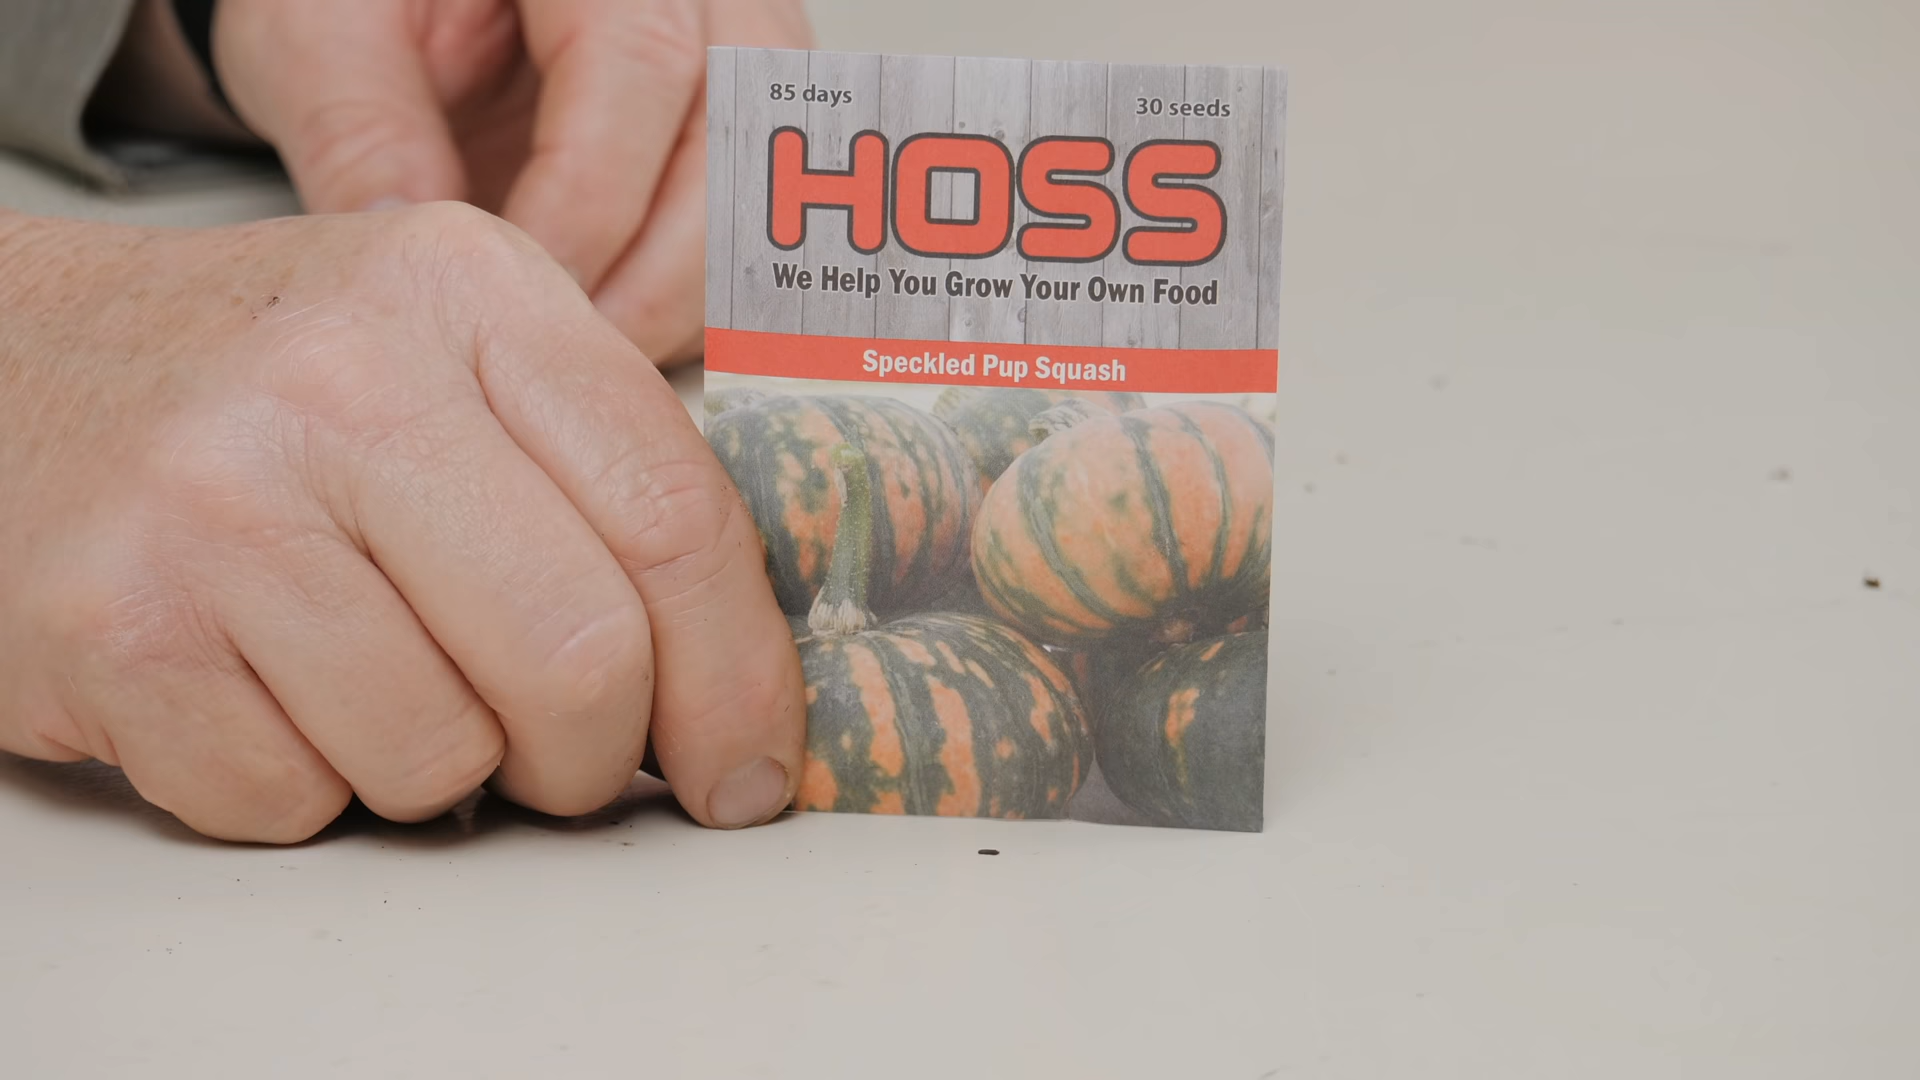 85 days
30 seeds
HOSS
We Help You Grow Your Own Food
Speckled Pup Squash